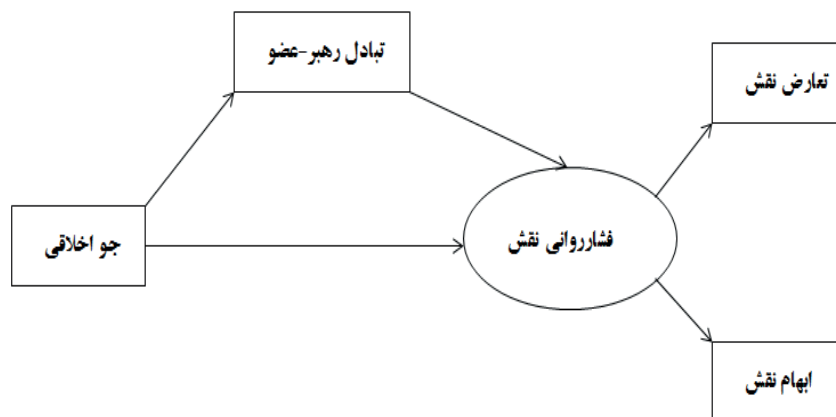 تبادل رهبر-عضو
تعارض نقش
جو اخلاقی
فشارروانی نقش
ابهام نقش